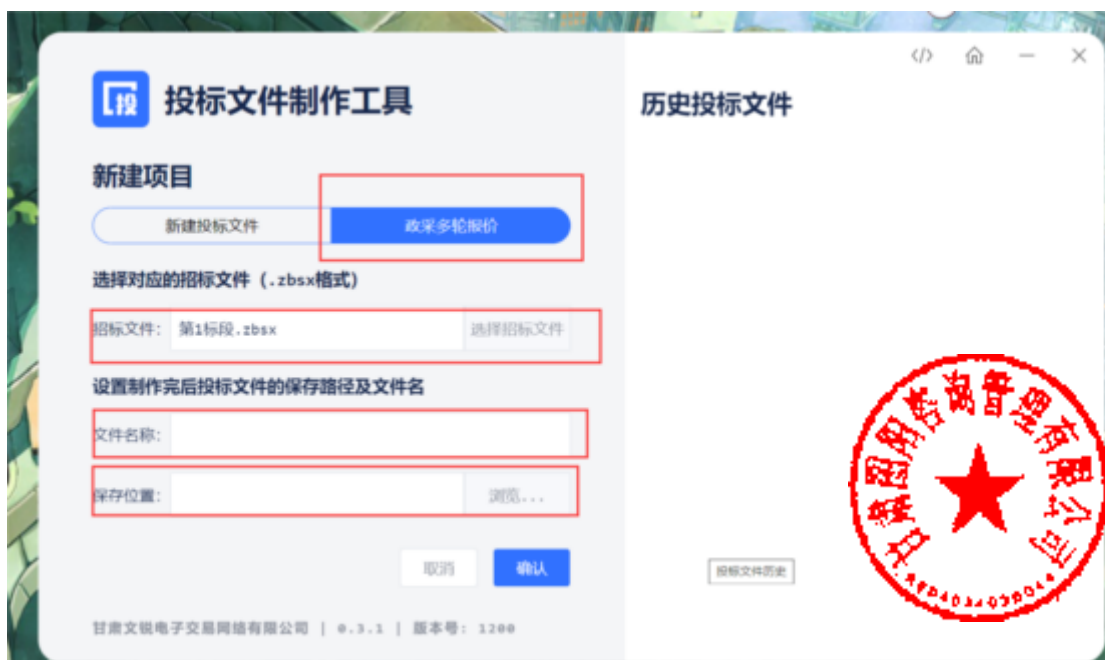 投
投标文件制作工具
新建项目
新建投标文件
政采多轮报价
选择对应的招标文件（.zbsx格式）
招标文件：
第1标段.zbsx
选择招标文件
设置制作完后投标文件的保存路径及文件名
文件名称：
保存位置：
浏览...
取消
确认
甘肃文锐电子交易网络有限公司 | 0.3.1 | 版本号：1200
</>
历史投标文件
投标文件历史